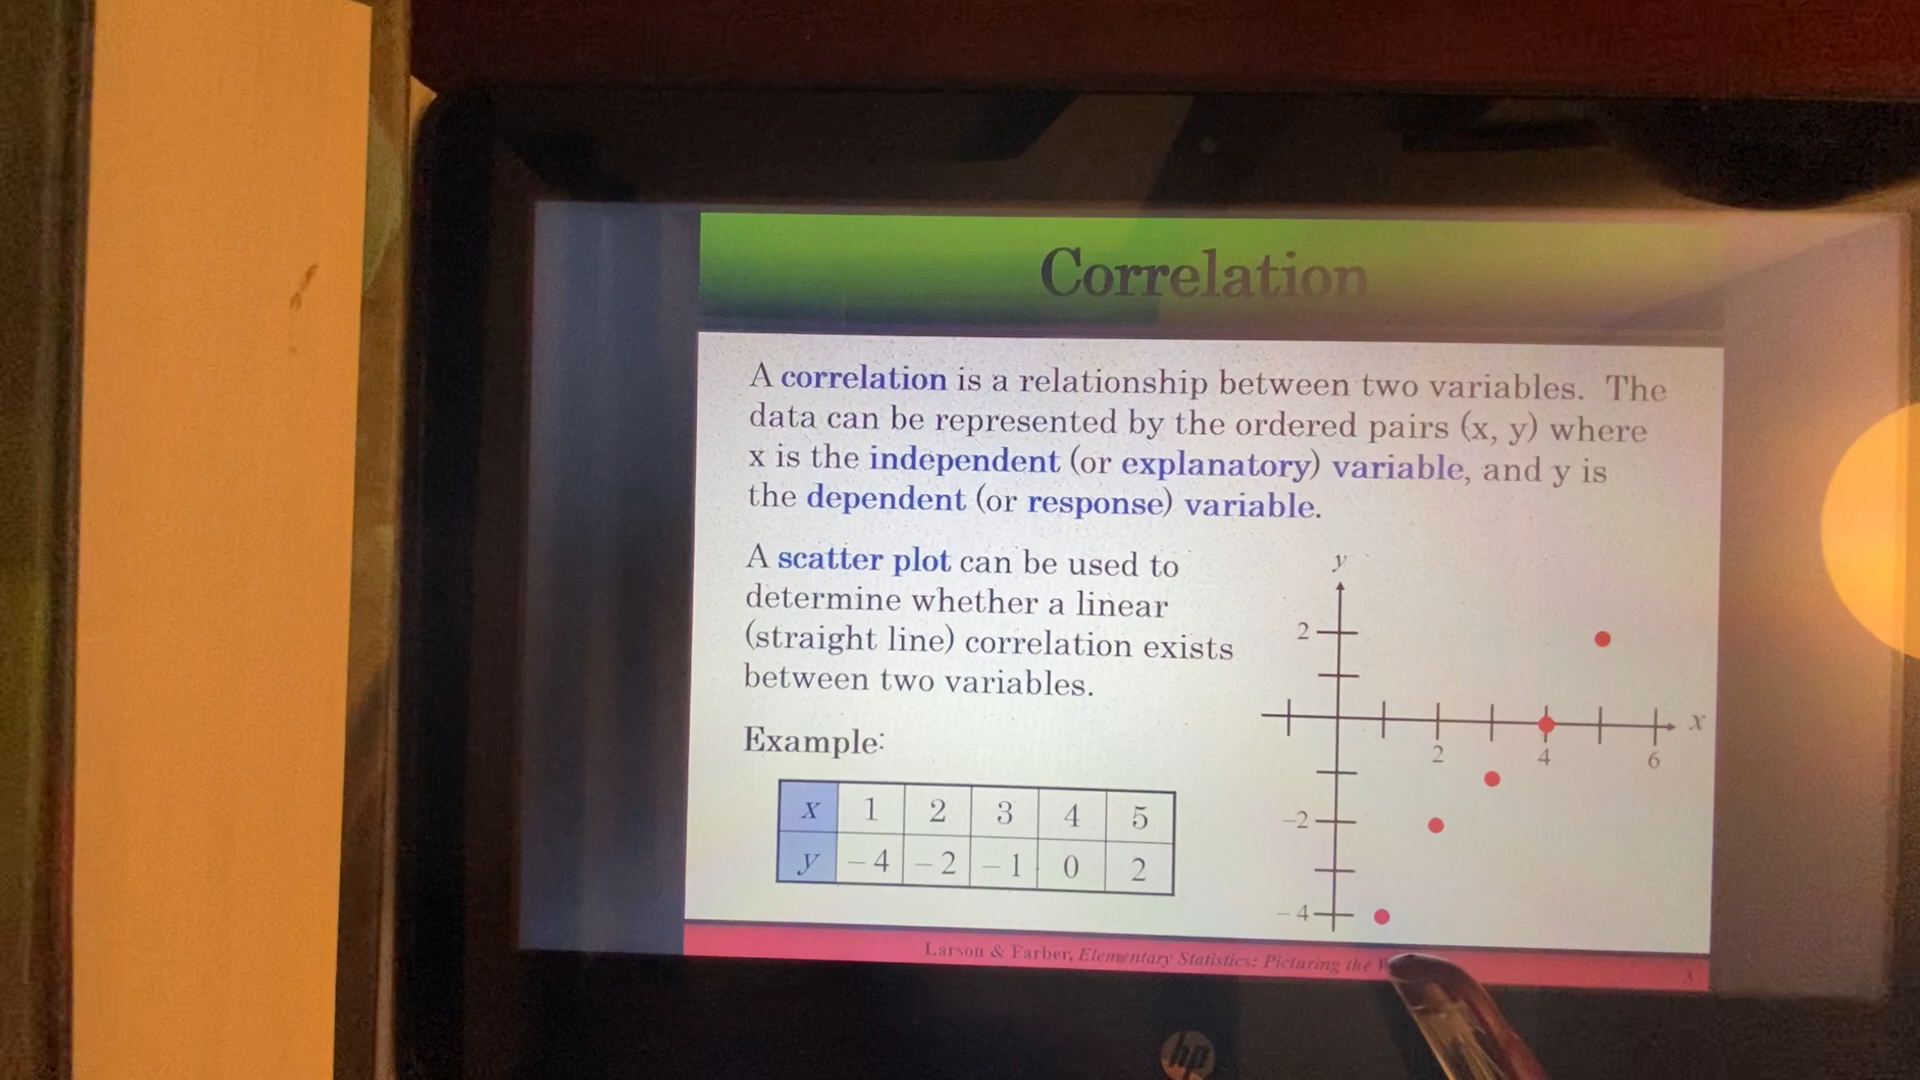 Correlation
A correlation is a relationship between two variables. The
data can be represented by the ordered pairs (x, y) where
x is the independent (or explanatory) variable, and y is
the dependent (or response) variable.
A scatter plot can be used to
determine whether a linear
(straight line) correlation exists
between two variables.
Example:
x 1 2 3 4 5
y – 4 – 2 – 1 0 2
y
2
x
2 4 6
–2
– 4
Larson & Farber, Elementary Statistics: Picturing the
3
hp